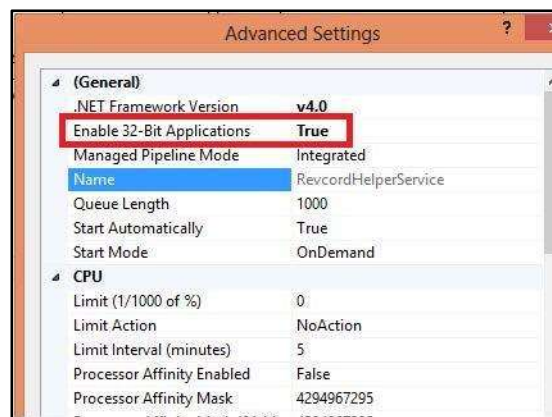 Advanced Settings
?
(General)
.NET Framework Version v4.0
Enable 32-Bit Applications True
Managed Pipeline Mode Integrated
Name RevcordHelperService
Queue Length 1000
Start Automatically True
Start Mode OnDemand
CPU
Limit (1/1000 of %) 0
Limit Action NoAction
Limit Interval (minutes) 5
Processor Affinity Enabled False
Processor Affinity Mask 4294967295